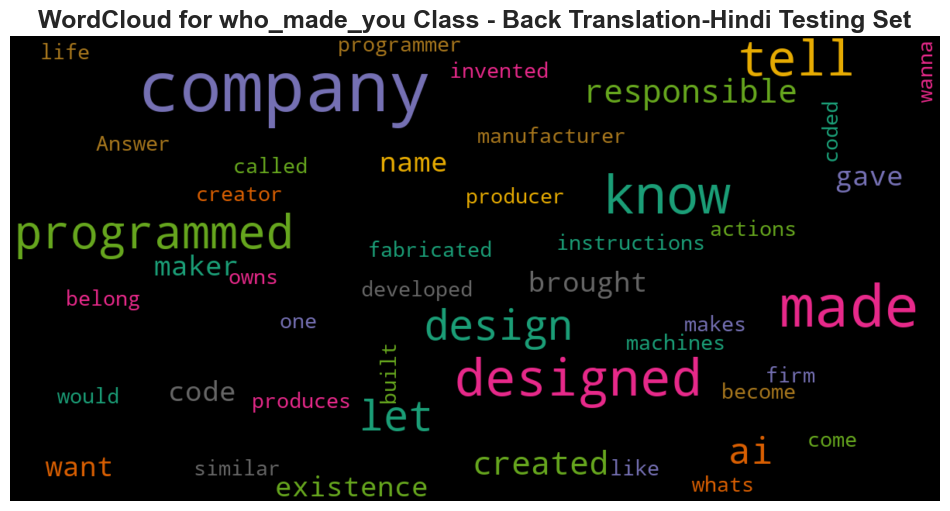 WordCloud for who_made_you Class - Back Translation-Hindi Testing Set
life
programmer
company
invented
tell
wanna
responsible
coded
Answer
manufacturer
called
name
gave
creator
producer
know
programmed
actions
fabricated
instructions
maker
owns
developed
brought
belong
made
one
design
makes
machines
built
designed
firm
would
code
produces
become
let
come
want
similar
created
like
ai
existence
whats